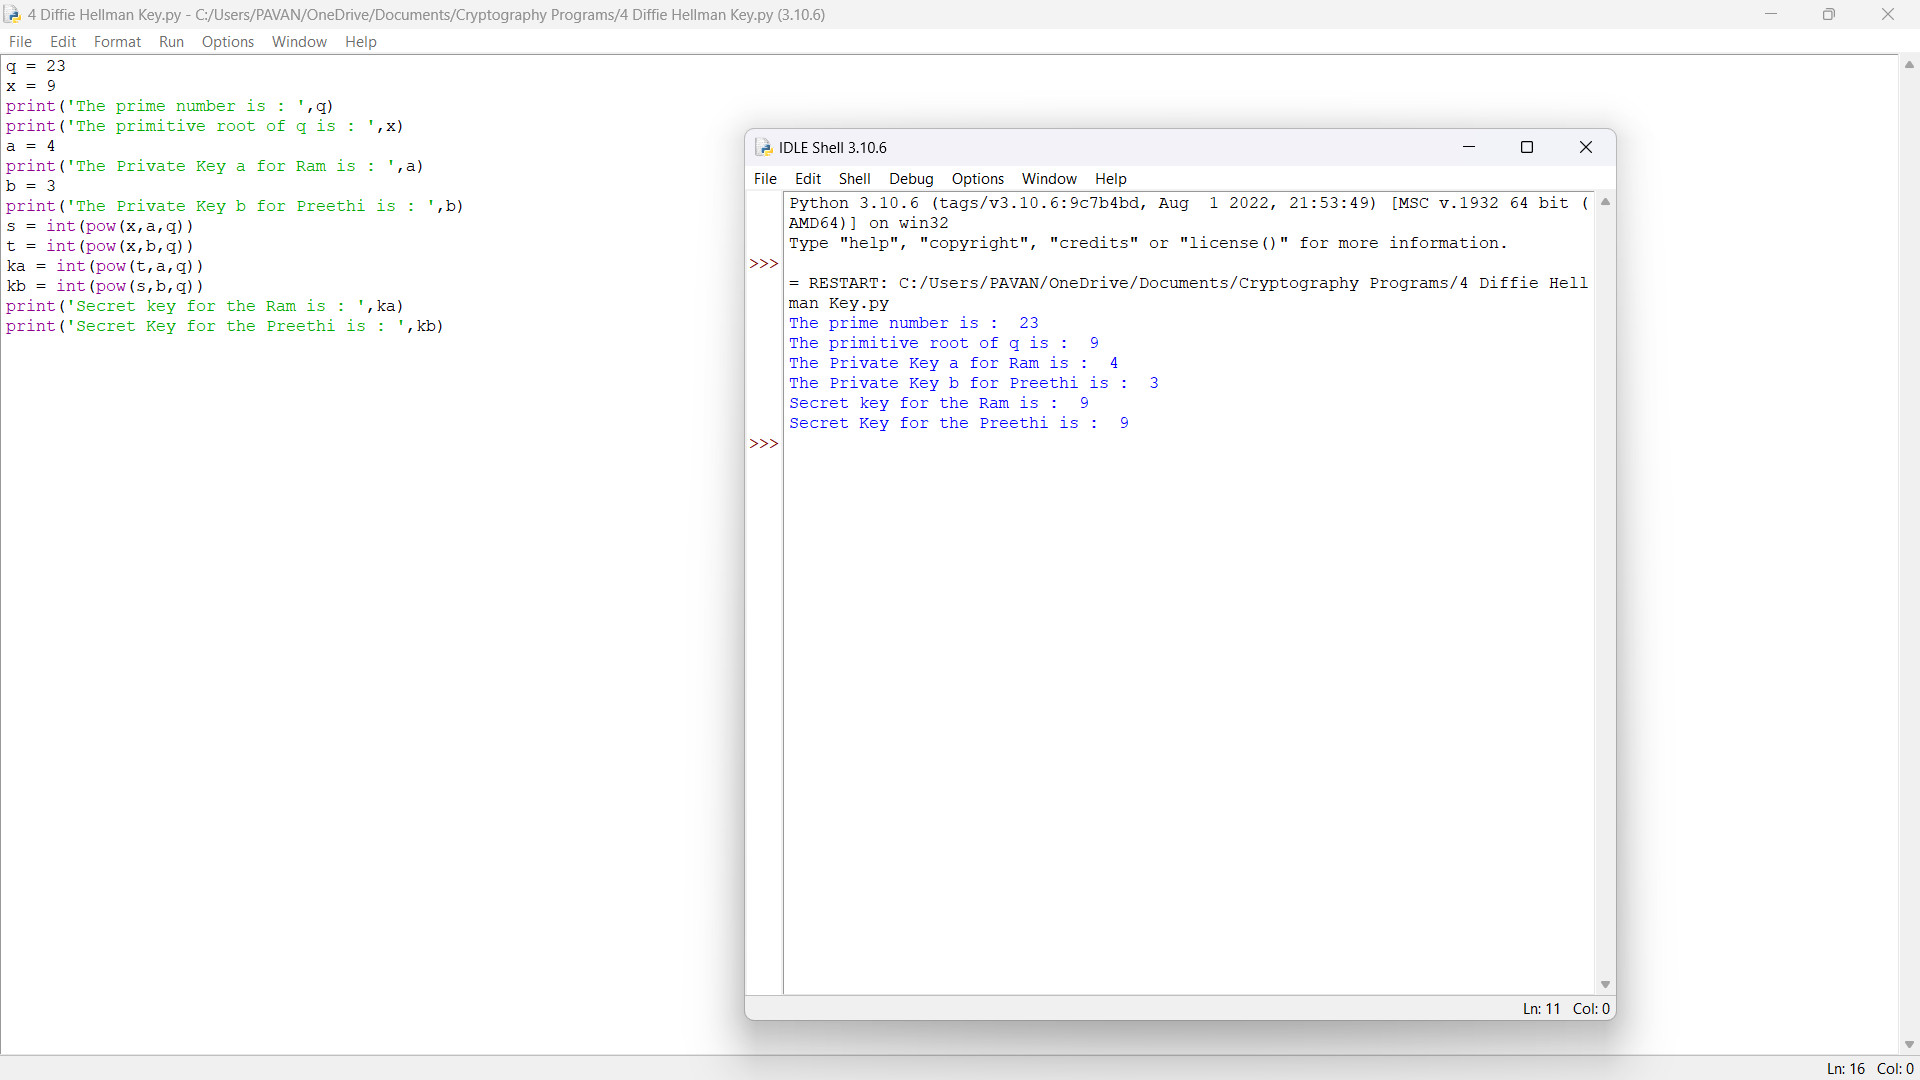 4 Diffie Hellman Key.py - C:/Users/PAVAN/OneDrive/Documents/Cryptography Programs/4 Diffie Hellman Key.py (3.10.6)
File Edit Format Run Options Window Help
q = 23
x = 9
print('The prime number is : ',q)
print('The primitive root of q is : ',x)
a = 4
print('The Private Key a for Ram is : ',a)
b = 3
print('The Private Key b for Preethi is : ',b)
s = int(pow(x,a,q))
t = int(pow(x,b,q))
ka = int(pow(t,a,q))
kb = int(pow(s,b,q))
print('Secret key for the Ram is : ',ka)
print('Secret Key for the Preethi is : ',kb)
IDLE Shell 3.10.6
File Edit Shell Debug Options Window Help
Python 3.10.6 (tags/v3.10.6:9c7b4bd, Aug  1 2022, 21:53:49) [MSC v.1932 64 bit (
AMD64)] on win32
Type "help", "copyright", "credits" or "license()" for more information.
>>>
= RESTART: C:/Users/PAVAN/OneDrive/Documents/Cryptography Programs/4 Diffie Hell
man Key.py
The prime number is :  23
The primitive root of q is :  9
The Private Key a for Ram is :  4
The Private Key b for Preethi is :  3
Secret key for the Ram is :  9
Secret Key for the Preethi is :  9
>>>
Ln: 11 Col: 0
Ln: 16 Col: 0